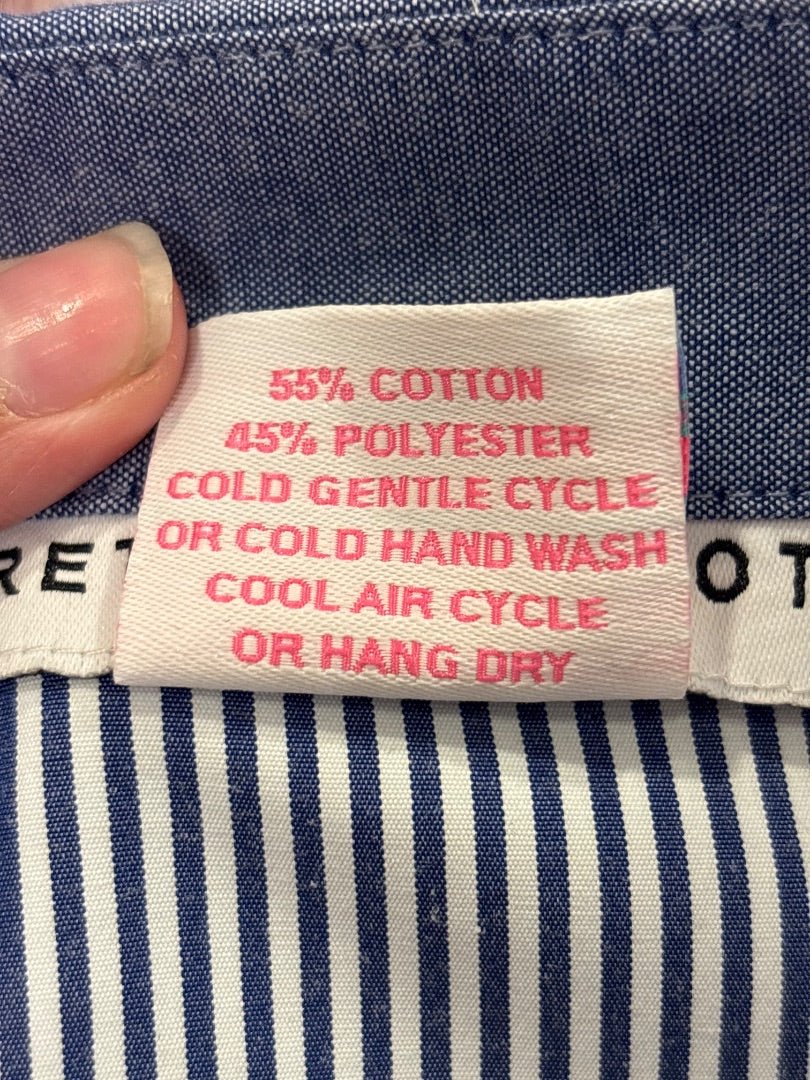 55% COTTON
45% POLYESTER
COLD GENTLE CYCLE
OR COLD HAND WASH
COOL AIR CYCLE
OR HANG DRY